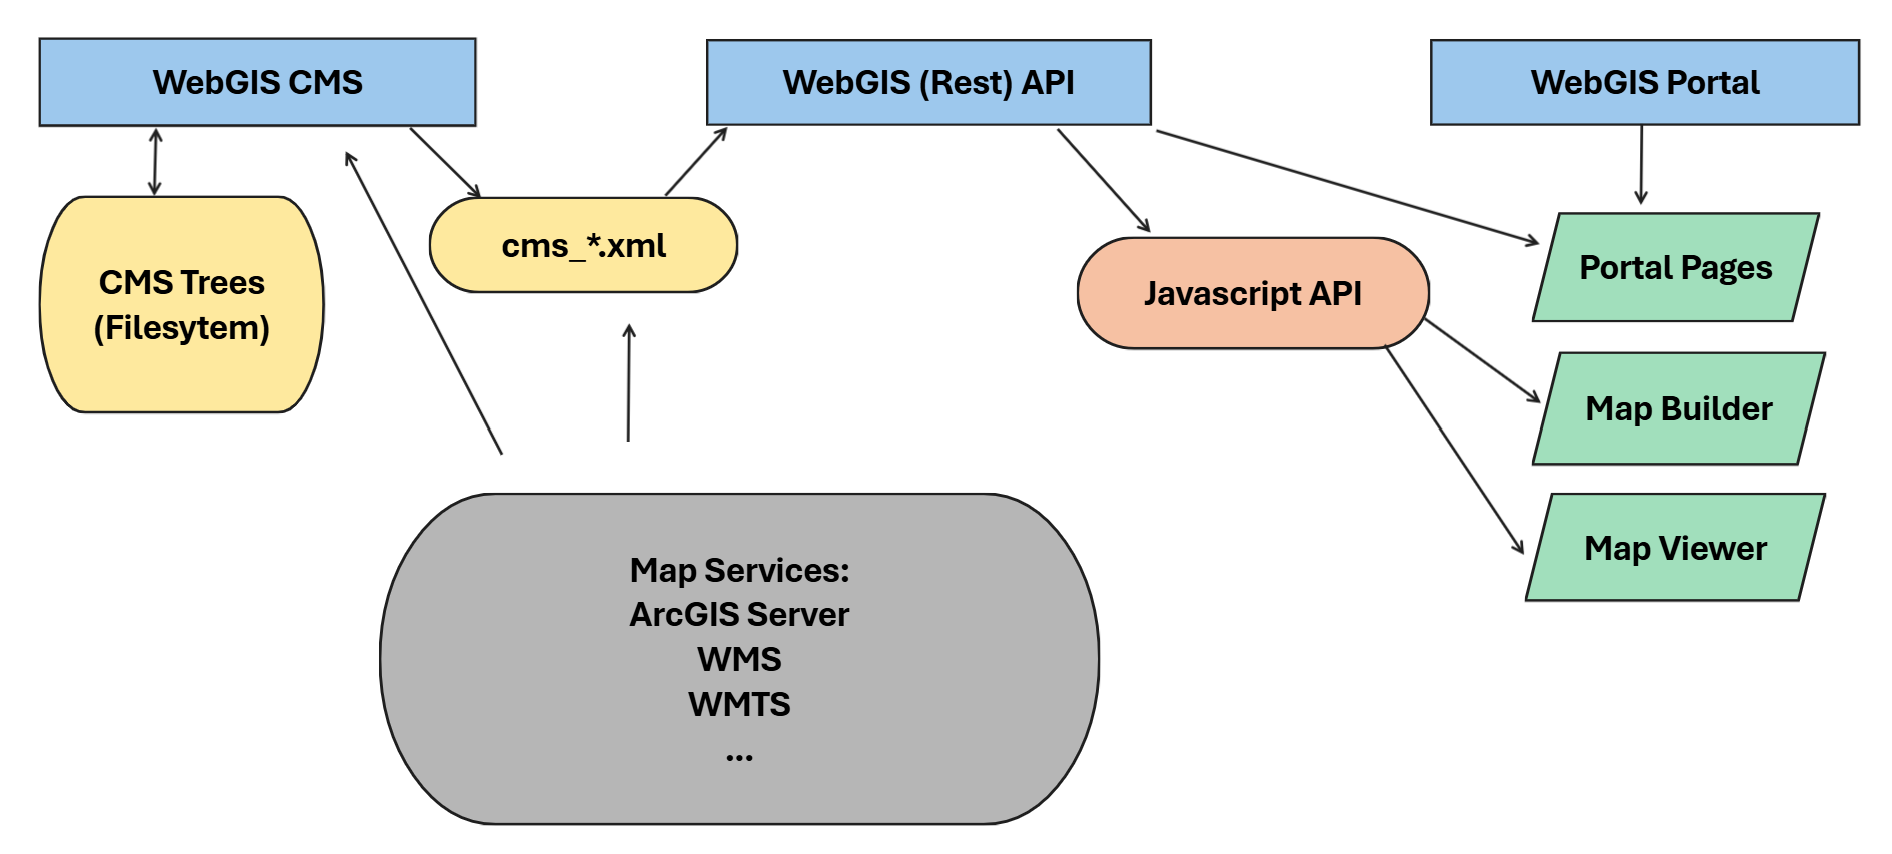 WebGIS CMS
WebGIS (Rest) API
WebGIS Portal
CMS Trees
(Filesytem)
cms_*.xml
Javascript API
Portal Pages
Map Builder
Map Viewer
Map Services:
ArcGIS Server
WMS
WMTS
...